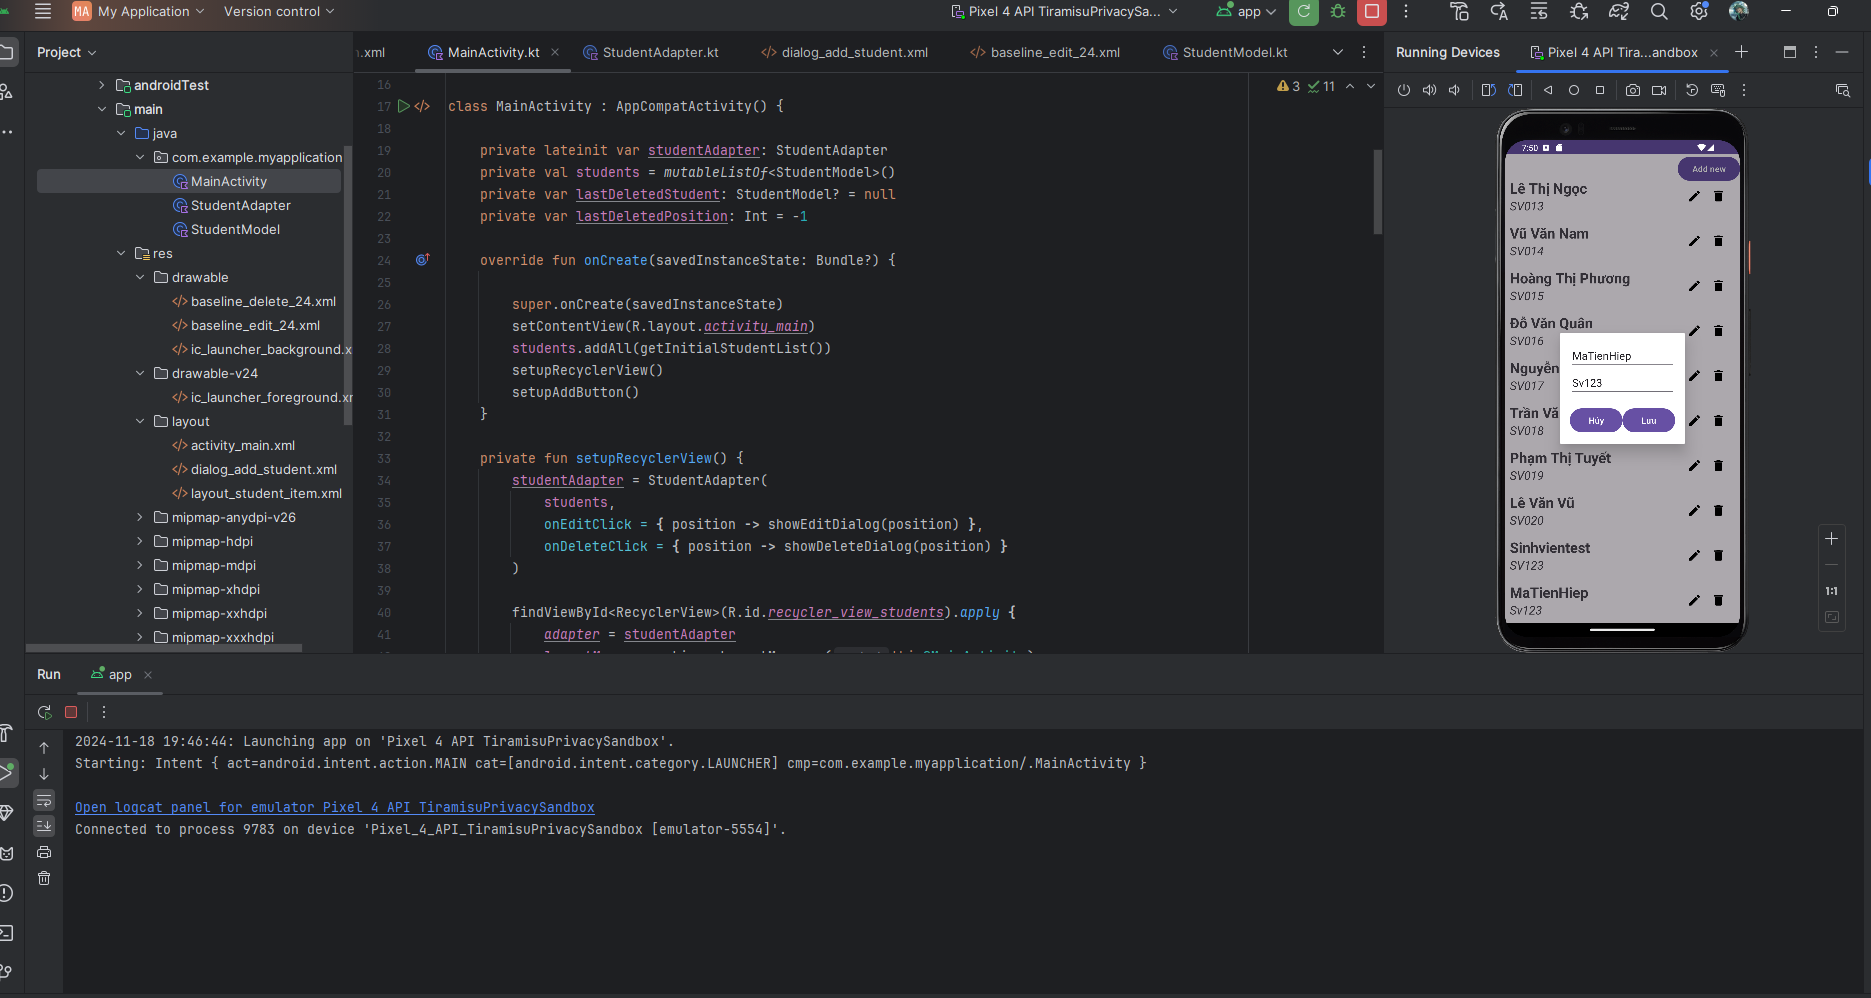 MA My Application
Version control
Pixel 4 API TiramisuPrivacySa...
app
Project
androidTest
main
java
com.example.myapplication
MainActivity
StudentAdapter
StudentModel
res
drawable
baseline_delete_24.xml
baseline_edit_24.xml
ic_launcher_background.x
drawable-v24
ic_launcher_foreground.xr
layout
activity_main.xml
dialog_add_student.xml
layout_student_item.xml
mipmap-anydpi-v26
mipmap-hdpi
mipmap-mdpi
mipmap-xhdpi
mipmap-xxhdpi
mipmap-xxxhdpi
.xml
MainActivity.kt
StudentAdapter.kt
dialog_add_student.xml
baseline_edit_24.xml
StudentModel.kt
3 11
16
17 class MainActivity : AppCompatActivity() {
18
19 private lateinit var studentAdapter: StudentAdapter
20 private val students = mutableListOf<StudentModel>()
21 private var lastDeletedStudent: StudentModel? = null
22 private var lastDeletedPosition: Int = -1
23
24 override fun onCreate(savedInstanceState: Bundle?) {
25
26 super.onCreate(savedInstanceState)
27 setContentView(R.layout.activity_main)
28 students.addAll(getInitialStudentList())
29 setupRecyclerView()
30 setupAddButton()
31 }
32
33 private fun setupRecyclerView() {
34 studentAdapter = StudentAdapter(
35 students,
36 onEditClick = { position -> showEditDialog(position) },
37 onDeleteClick = { position -> showDeleteDialog(position) }
38 )
39
40 findViewById<RecyclerView>(R.id.recycler_view_students).apply {
41 adapter = studentAdapter
Running Devices
Pixel 4 API Tira...andbox
7:50
Add new
Lê Thị Ngọc
SV013
Vũ Văn Nam
SV014
Hoàng Thị Phương
SV015
Đỗ Văn Quân
SV016
Nguyễn
SV017
Trần Vă
SV018
MaTienHiep
Sv123
Hủy
Lưu
Phạm Thị Tuyết
SV019
Lê Văn Vũ
SV020
Sinhvientest
SV123
MaTienHiep
Sv123
1:1
Run
app
2024-11-18 19:46:44: Launching app on 'Pixel 4 API TiramisuPrivacySandbox'.
Starting: Intent { act=android.intent.action.MAIN cat=[android.intent.category.LAUNCHER] cmp=com.example.myapplication/.MainActivity }
Open logcat panel for emulator Pixel 4 API TiramisuPrivacySandbox
Connected to process 9783 on device 'Pixel_4_API_TiramisuPrivacySandbox [emulator-5554]'.